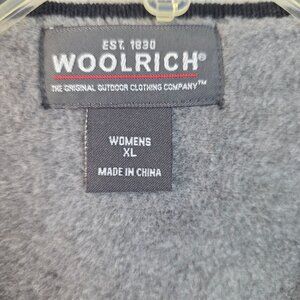 EST. 1830
WOOLRICH®
THE ORIGINAL OUTDOOR CLOTHING COMPANY™
WOMENS
XL
MADE IN CHINA